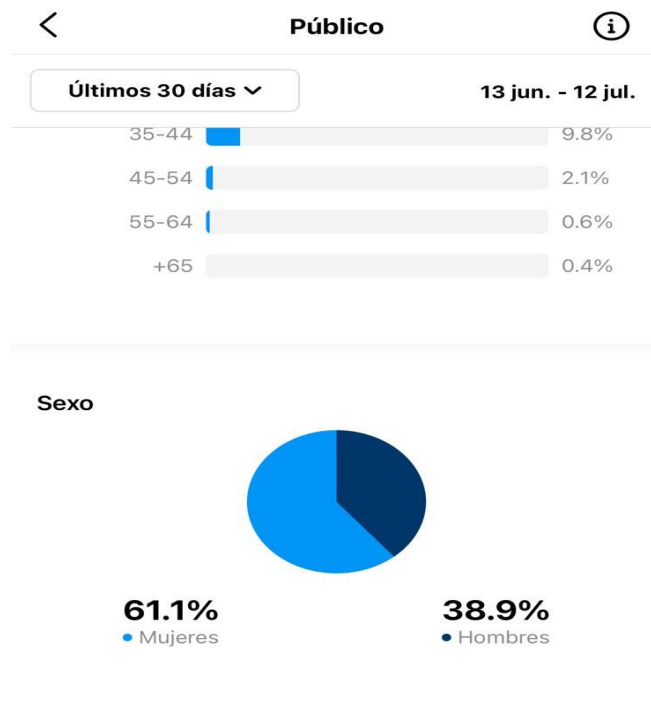 Público
Últimos 30 días
13 jun. - 12 jul.
35-44 9.8%
45-54 2.1%
55-64 0.6%
+65 0.4%
Sexo
61.1% 38.9%
Mujeres Hombres